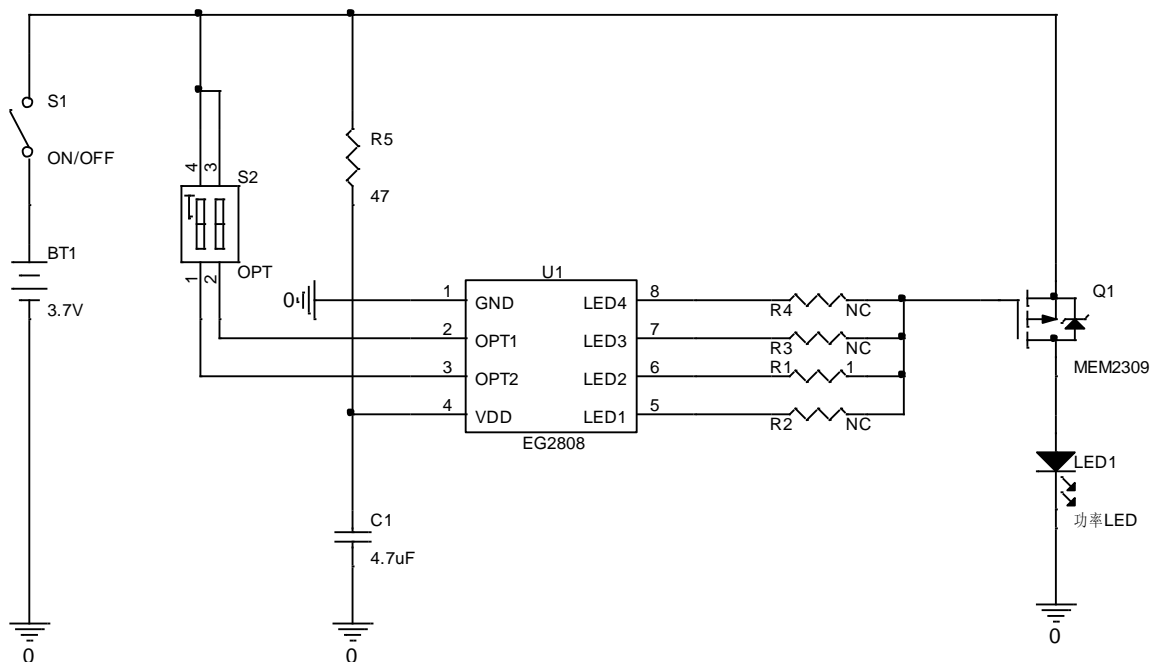 S1
ON/OFF
BT1
3.7V
0
4
3
S2
OPT
1
2
R5
47
C1
4.7uF
0
0
U1
1
GND
2
OPT1
3
OPT2
4
VDD
LED4
8
LED3
7
LED2
6
LED1
5
EG2808
R4
NC
R3
NC
R1
1
R2
NC
Q1
MEM2309
LED1
功率LED
0